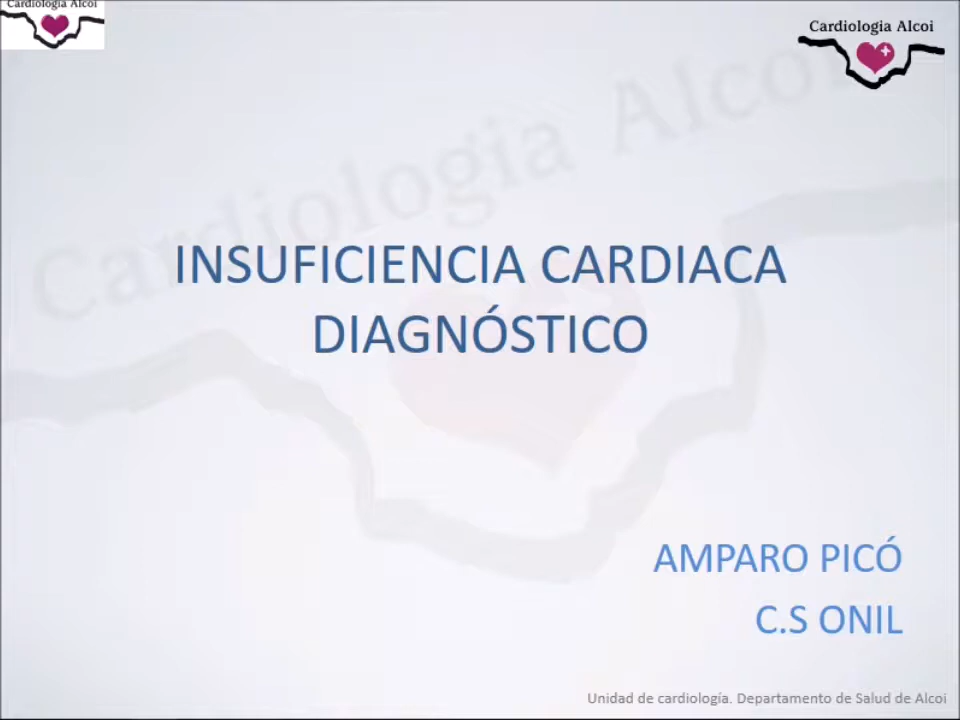 Cardiologia Alcoi
Cardiologia Alcoi
Cardiologia Alcoi
INSUFICIENCIA CARDIACA
DIAGNÓSTICO
AMPARO PICÓ
C.S ONIL
Unidad de cardiología. Departamento de Salud de Alcoi